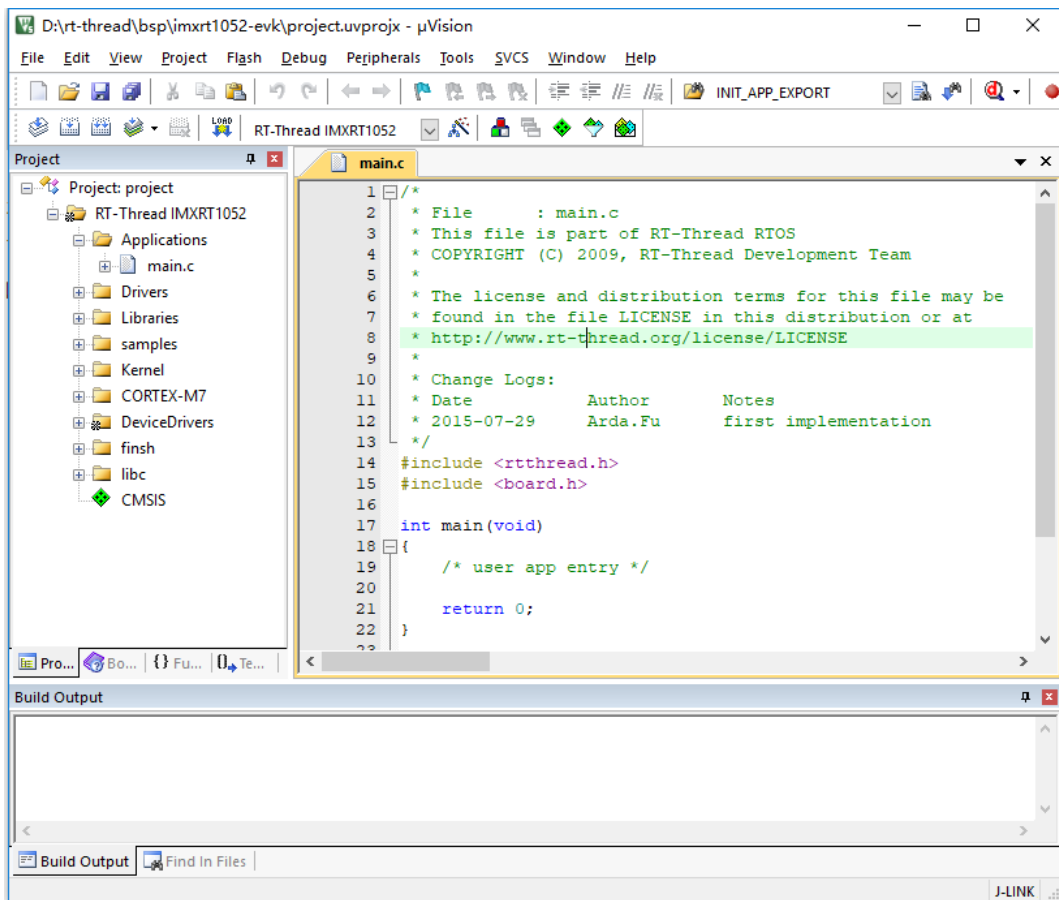 D:\rt-thread\bsp\imxrt1052-evk\project.uvprojx - µVision
File Edit View Project Flash Debug Peripherals Tools SVCS Window Help
INIT_APP_EXPORT
LOAD RT-Thread IMXRT1052
Project
Project: project
RT-Thread IMXRT1052
Applications
main.c
Drivers
Libraries
samples
Kernel
CORTEX-M7
DeviceDrivers
finsh
libc
CMSIS
Pro... Bo... {} Fu... Te...
main.c
1 /*
2 * File : main.c
3 * This file is part of RT-Thread RTOS
4 * COPYRIGHT (C) 2009, RT-Thread Development Team
5 *
6 * The license and distribution terms for this file may be
7 * found in the file LICENSE in this distribution or at
8 * http://www.rt-thread.org/license/LICENSE
9 *
10 * Change Logs:
11 * Date Author Notes
12 * 2015-07-29 Arda.Fu first implementation
13 */
14 #include <rtthread.h>
15 #include <board.h>
16
17 int main(void)
18 {
19 /* user app entry */
20
21 return 0;
22 }
23
Build Output
Build Output Find In Files
J-LINK